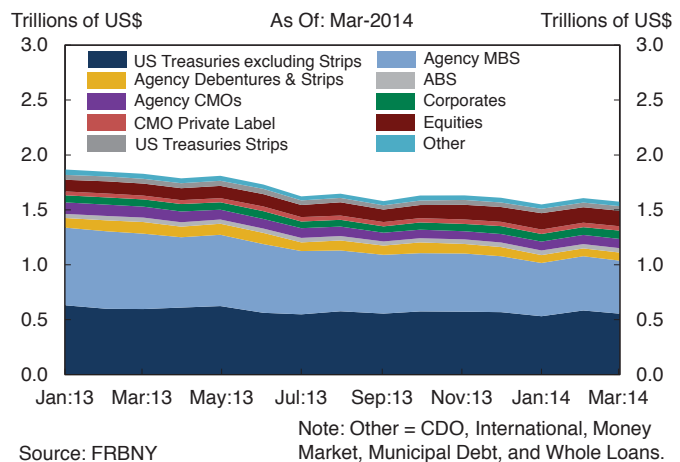 Trillions of US$ As Of: Mar-2014 Trillions of US$
3.0 3.0
US Treasuries excluding Strips Agency MBS
Agency Debentures & Strips ABS
2.5 2.5
Agency CMOs Corporates
CMO Private Label Equities
US Treasuries Strips Other
2.0 2.0
1.5 1.5
1.0 1.0
0.5 0.5
0.0 0.0
Jan:13 Mar:13 May:13 Jul:13 Sep:13 Nov:13 Jan:14 Mar:14
Note: Other = CDO, International, Money
Source: FRBNY Market, Municipal Debt, and Whole Loans.